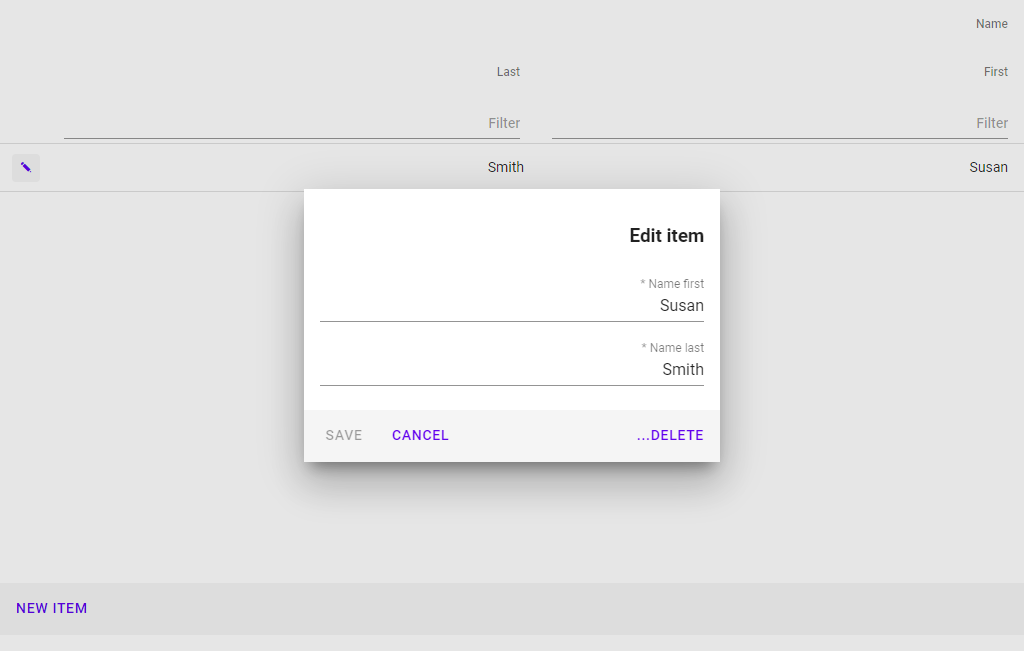 Name
Last First
Filter Filter
Smith Susan
Edit item
* Name first
Susan
* Name last
Smith
SAVE CANCEL ...DELETE
NEW ITEM